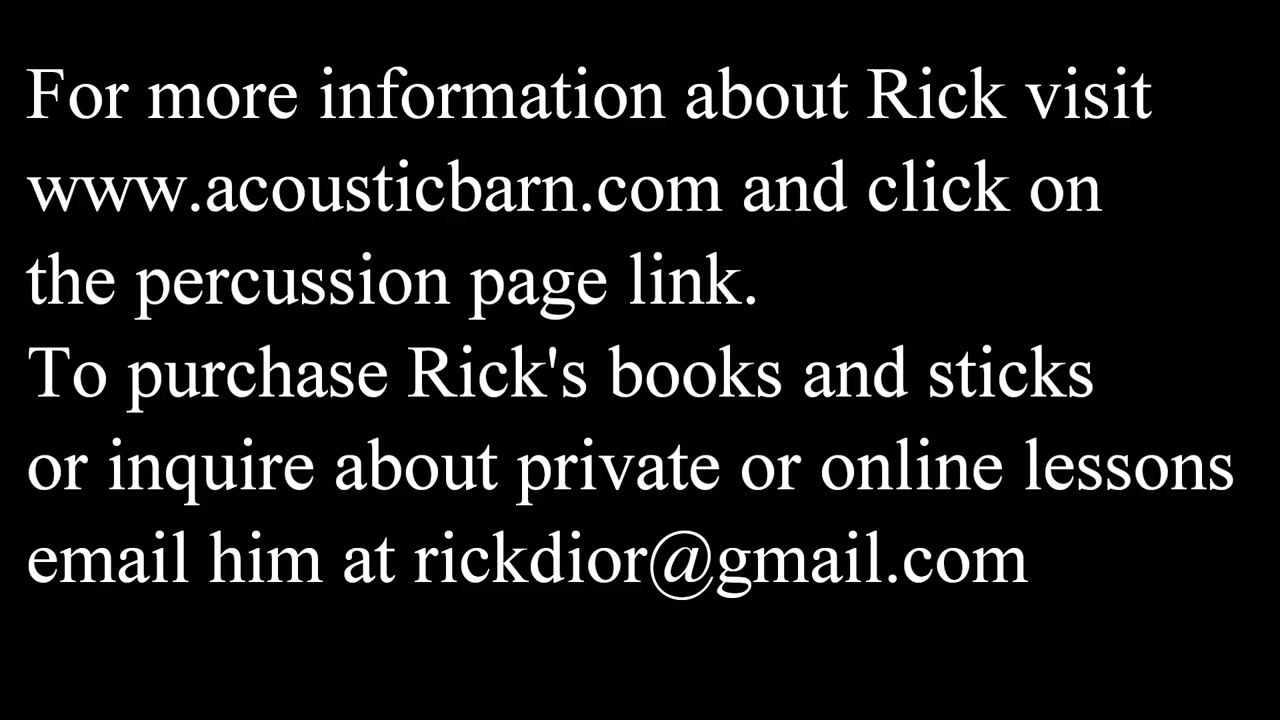 For more information about Rick visit
www.acousticbarn.com and click on
the percussion page link.
To purchase Rick's books and sticks
or inquire about private or online lessons
email him at rickdior@gmail.com